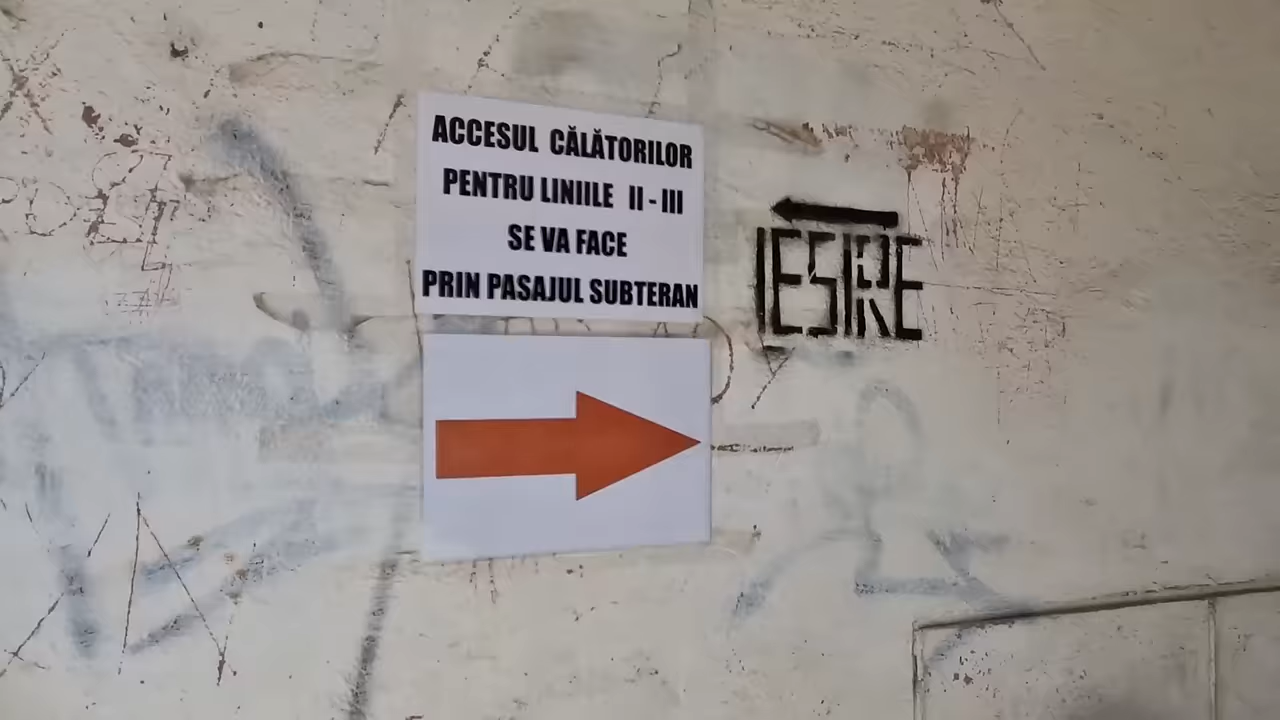 ACCESUL CĂLĂTORILOR
PENTRU LINIILE II - III
SE VA FACE
PRIN PASAJUL SUBTERAN
IESIRE